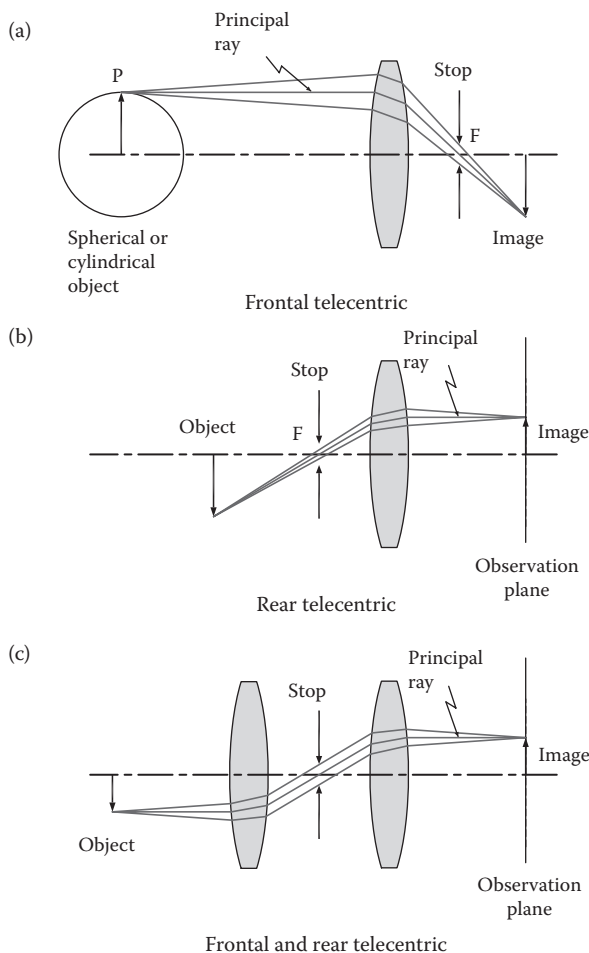 (a)
Principal
ray
P
Stop
F
Spherical or
cylindrical
object
Image
Frontal telecentric
(b)
Principal
ray
Stop
Object
F
Image
Observation
plane
Rear telecentric
(c)
Principal
ray
Stop
Image
Object
Observation
plane
Frontal and rear telecentric